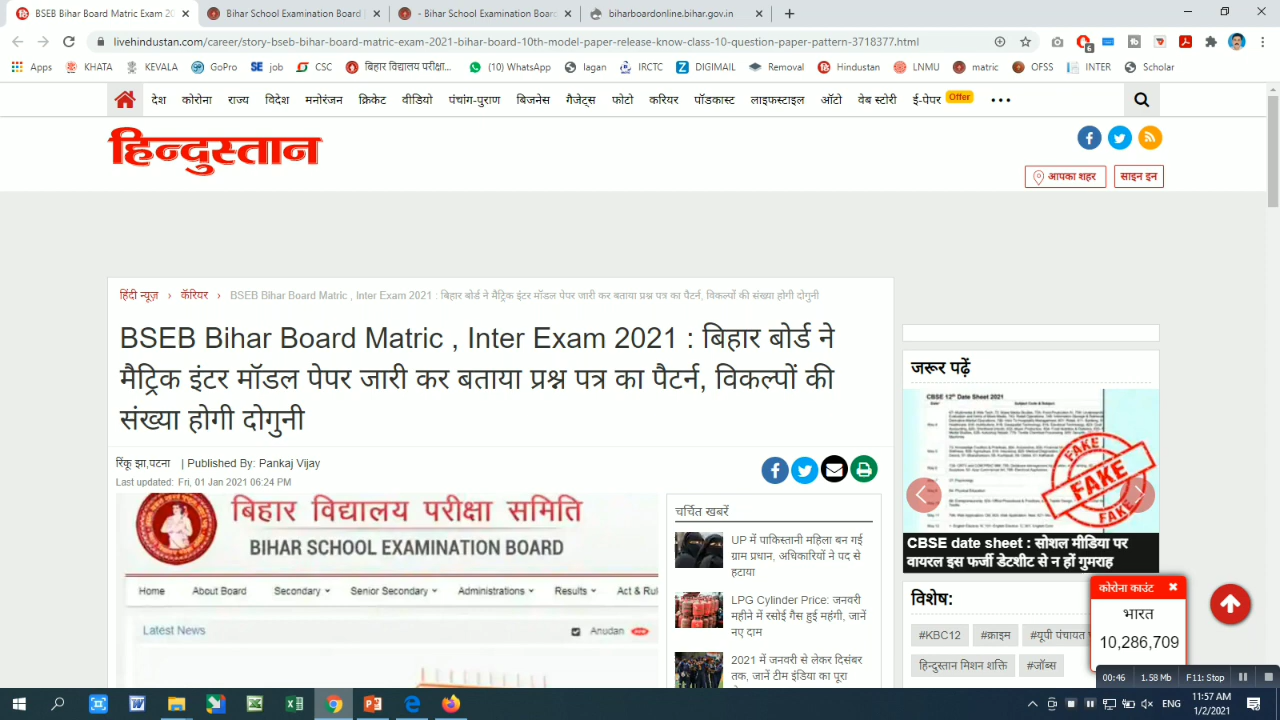 BSEB Bihar Board Matric Exam 20
Bihar School Examination Board |
- Bihar School Examination Board
biharboardonline.bihar.gov.in
livehindustan.com/career/story-bseb-bihar-board-matric-exam-2021-bihar-board-10th-model-paper-release-know-class-10-question-paper-pattern-3718377.html
6
Apps
KHATA
KEVALA
GoPro
job
CSC
बिहार विद्यालय परीक्षा...
(10) WhatsApp
lagan
IRCTC
DIGIMAIL
Removal
Hindustan
LNMU
matric
OFSS
INTER
Scholar
देश कोरोना राज्य विदेश मनोरंजन क्रिकेट वीडियो पंचांग-पुराण बिजनेस गैजेट्स फोटो करियर पॉडकास्ट लाइफस्टाइल ऑटो वेब स्टोरी ई-पेपर Offer
हिन्दुस्तान
आपका शहर
साइन इन
हिंदी न्यूज़ › कॅरियर › BSEB Bihar Board Matric , Inter Exam 2021 : बिहार बोर्ड ने मैट्रिक इंटर मॉडल पेपर जारी कर बताया प्रश्न पत्र का पैटर्न, विकल्पों की संख्या होगी दोगुनी
BSEB Bihar Board Matric , Inter Exam 2021 : बिहार बोर्ड ने
मैट्रिक इंटर मॉडल पेपर जारी कर बताया प्रश्न पत्र का पैटर्न, विकल्पों की
संख्या होगी दोगुनी
रिंकू झा,पटना | Published By: Pankaj Vijay
Last updated: Fri, 01 Jan 2021 06:24 PM
बिहार विद्यालय परीक्षा समिति
BIHAR SCHOOL EXAMINATION BOARD
Home About Board Secondary Senior Secondary Administrations Results Act &
Latest News
Anudan
चर्चित खबरें
UP में पाकिस्तानी महिला बन गई
ग्राम प्रधान, अधिकारियों ने पद से
हटाया
LPG Cylinder Price: जनवरी
महीने में रसोई गैस हुई महंगी, जानें
नए दाम
2021 में जनवरी से लेकर दिसंबर
तक, जानें टीम इंडिया का पूरा
जरूर पढ़ें
CBSE 12th Date Sheet 2021
FAKE
FAKE
FAKE
CBSE date sheet : सोशल मीडिया पर
वायरल इस फर्जी डेटशीट से न हों गुमराह
विशेष:
#KBC12
#क्राइम
#यूपी पंचायत
हिन्दुस्तान मिशन शक्ति
#जॉब्स
कोरोना काउंट
भारत
10,286,709
00:46 1.58 Mb F11: Stop
ENG
11:57 AM
1/2/2021